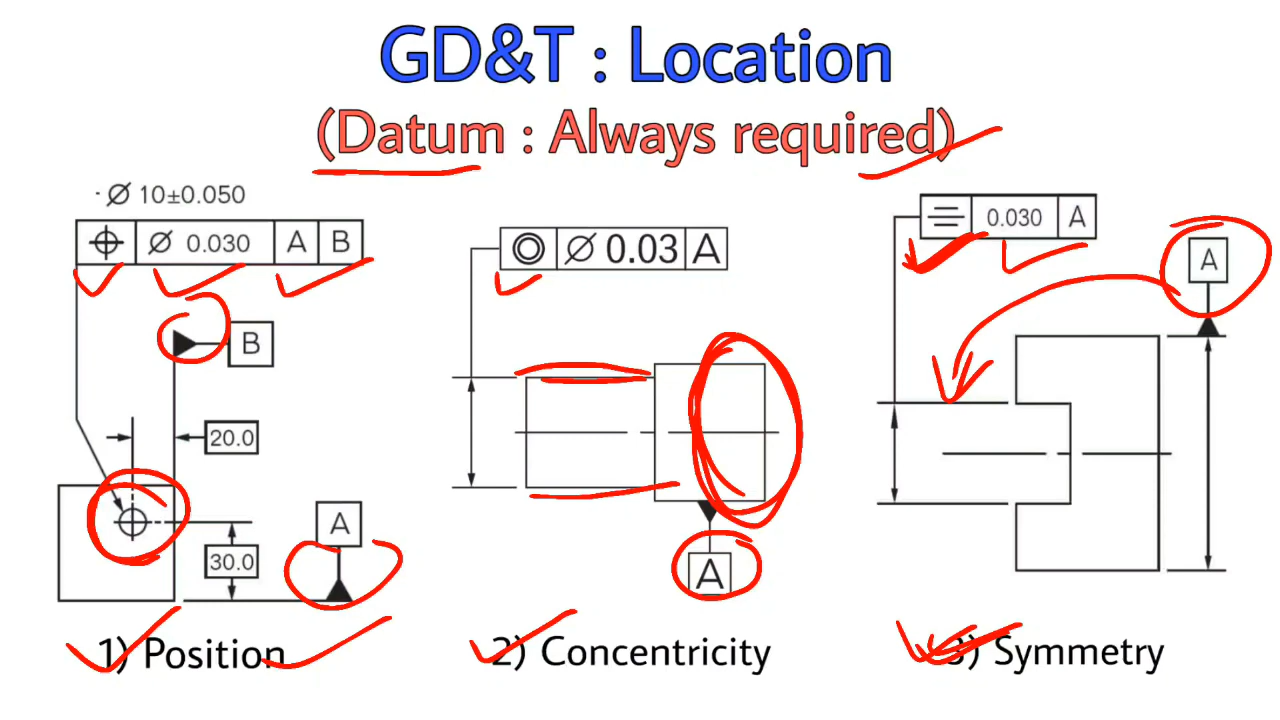 GD&T : Location
(Datum : Always required)
Ø 10±0.050
⌖ Ø 0.030 A B
B
20.0
A
30.0
1) Position
◎ Ø 0.03 A
A
2) Concentricity
⌯ 0.030 A
A
3) Symmetry